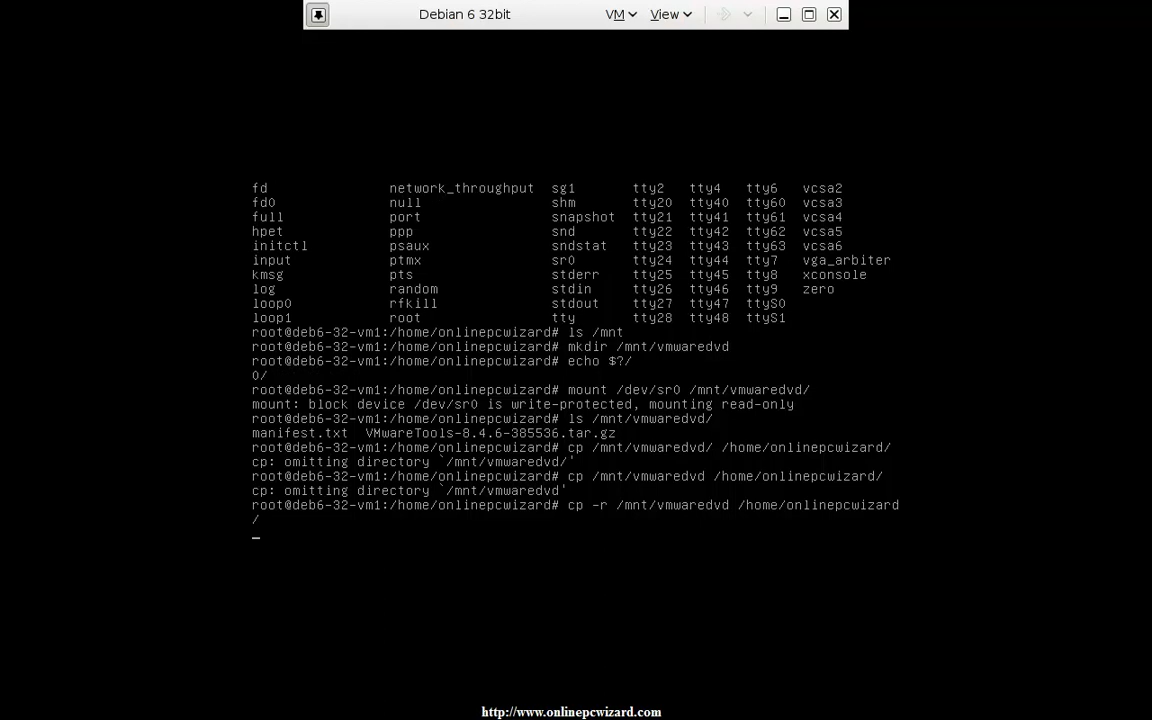 Debian 6 32bit VM View
fd network_throughput sg1 tty2 tty4 tty6 vcsa2
fd0 null shm tty20 tty40 tty60 vcsa3
full port snapshot tty21 tty41 tty61 vcsa4
hpet ppp snd tty22 tty42 tty62 vcsa5
initctl psaux sndstat tty23 tty43 tty63 vcsa6
input ptmx sr0 tty24 tty44 tty7 vga_arbiter
kmsg pts stderr tty25 tty45 tty8 xconsole
log random stdin tty26 tty46 tty9 zero
loop0 rfkill stdout tty27 tty47 ttyS0
loop1 root tty tty28 tty48 ttyS1
root@deb6-32-vm1:/home/onlinepcwizard# ls /mnt
root@deb6-32-vm1:/home/onlinepcwizard# mkdir /mnt/vmwaredvd
root@deb6-32-vm1:/home/onlinepcwizard# echo $?/
0/
root@deb6-32-vm1:/home/onlinepcwizard# mount /dev/sr0 /mnt/vmwaredvd/
mount: block device /dev/sr0 is write-protected, mounting read-only
root@deb6-32-vm1:/home/onlinepcwizard# ls /mnt/vmwaredvd/
manifest.txt VMwareTools-8.4.6-385536.tar.gz
root@deb6-32-vm1:/home/onlinepcwizard# cp /mnt/vmwaredvd/ /home/onlinepcwizard/
cp: omitting directory `/mnt/vmwaredvd/'
root@deb6-32-vm1:/home/onlinepcwizard# cp /mnt/vmwaredvd /home/onlinepcwizard/
cp: omitting directory `/mnt/vmwaredvd'
root@deb6-32-vm1:/home/onlinepcwizard# cp -r /mnt/vmwaredvd /home/onlinepcwizard
/
http://www.onlinepcwizard.com